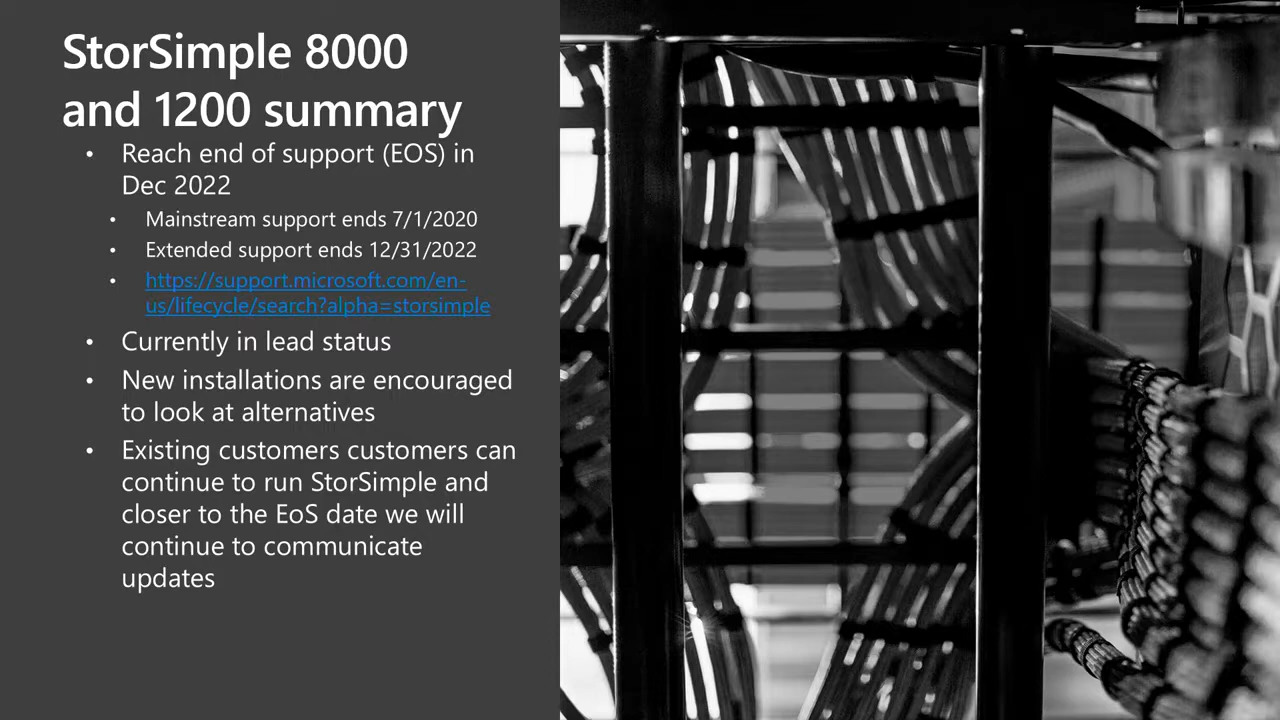 StorSimple 8000
and 1200 summary
• Reach end of support (EOS) in
Dec 2022
• Mainstream support ends 7/1/2020
• Extended support ends 12/31/2022
• https://support.microsoft.com/en-
us/lifecycle/search?alpha=storsimple
• Currently in lead status
• New installations are encouraged
to look at alternatives
• Existing customers customers can
continue to run StorSimple and
closer to the EoS date we will
continue to communicate
updates